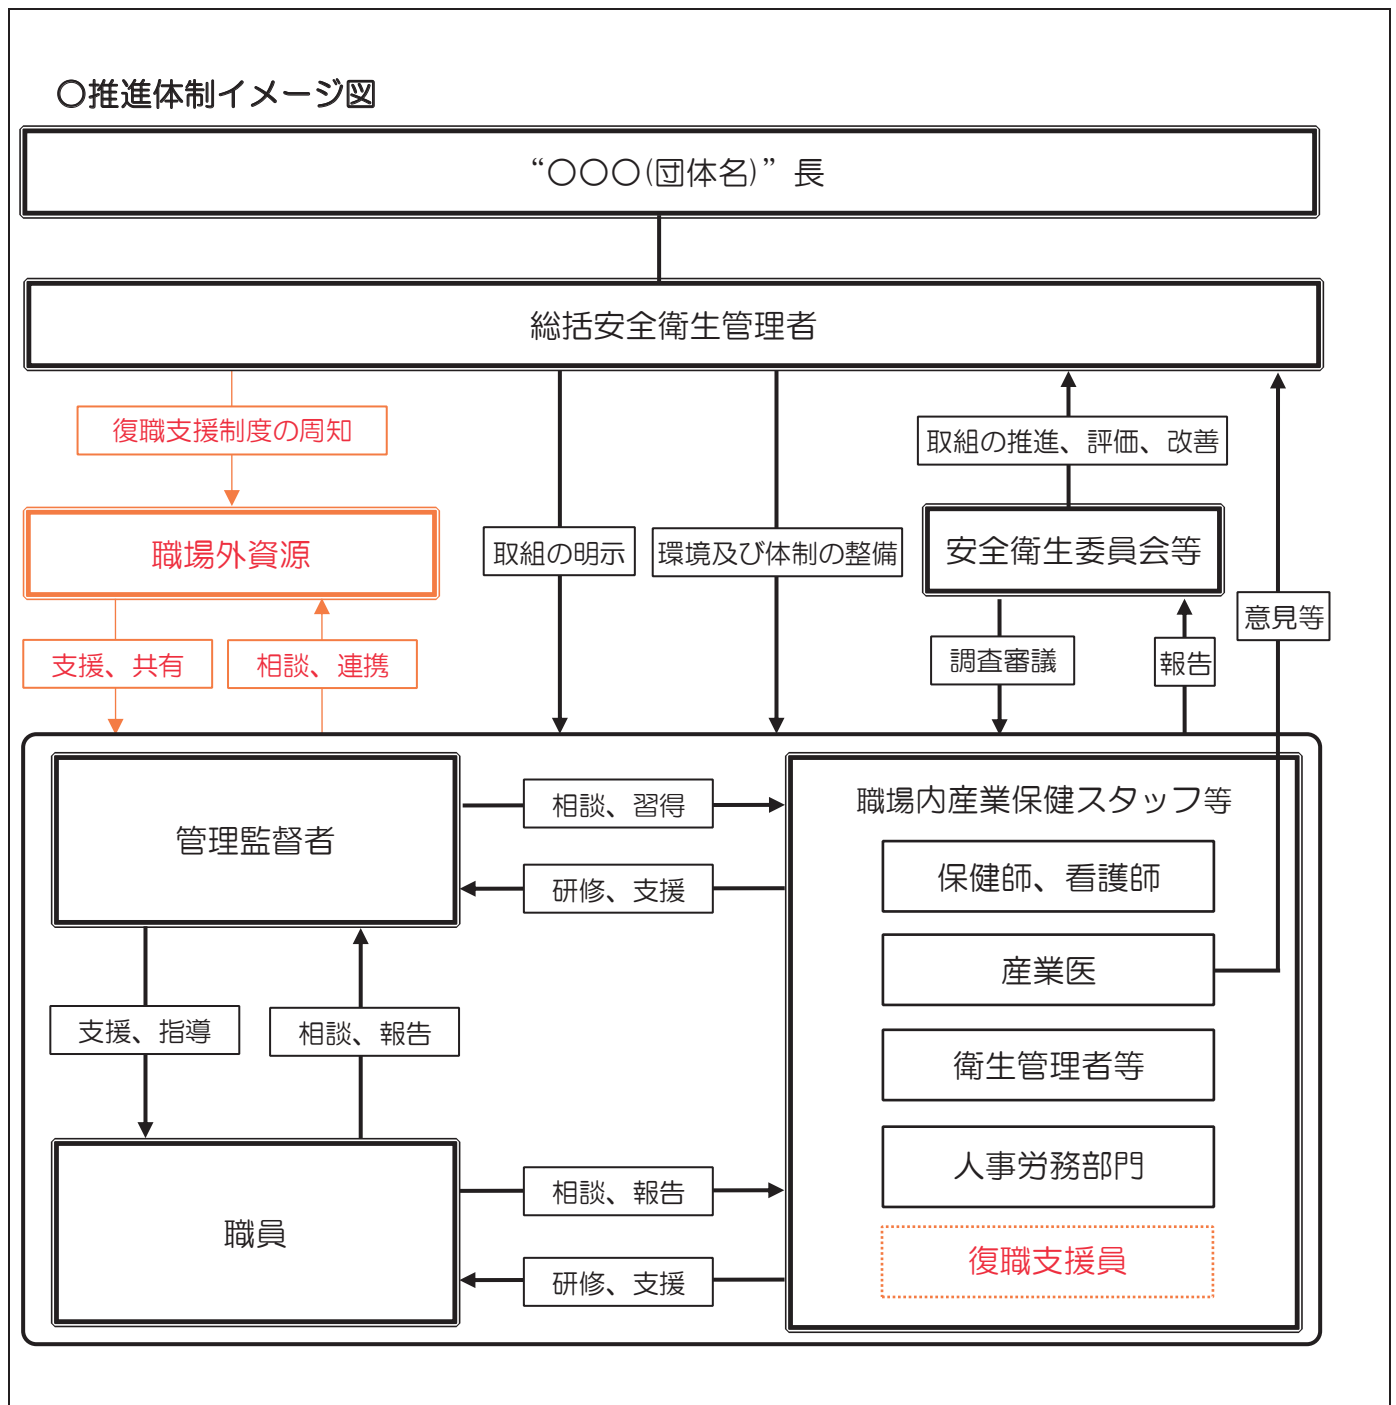 〇推進体制イメージ図
“〇〇〇(団体名)”長
総括安全衛生管理者
復職支援制度の周知
取組の推進、評価、改善
職場外資源
取組の明示
環境及び体制の整備
安全衛生委員会等
意見等
支援、共有
相談、連携
調査審議
報告
管理監督者
相談、習得
研修、支援
職場内産業保健スタッフ等
保健師、看護師
産業医
衛生管理者等
人事労務部門
復職支援員
支援、指導
相談、報告
職員
相談、報告
研修、支援